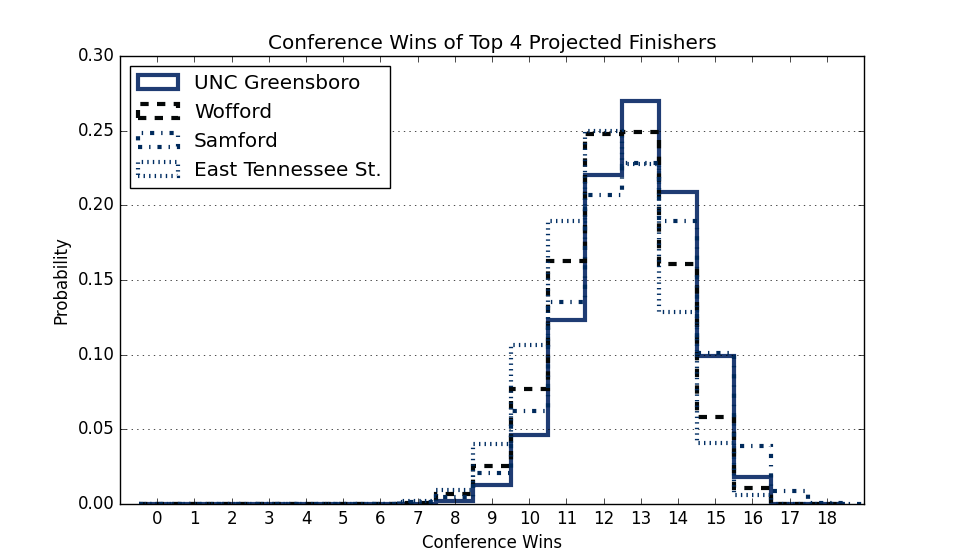 Conference Wins of Top 4 Projected Finishers
UNC Greensboro
Wofford
Samford
East Tennessee St.
0.30
0.25
0.20
0.15
0.10
0.05
0.00
Probability
0 1 2 3 4 5 6 7 8 9 10 11 12 13 14 15 16 17 18
Conference Wins